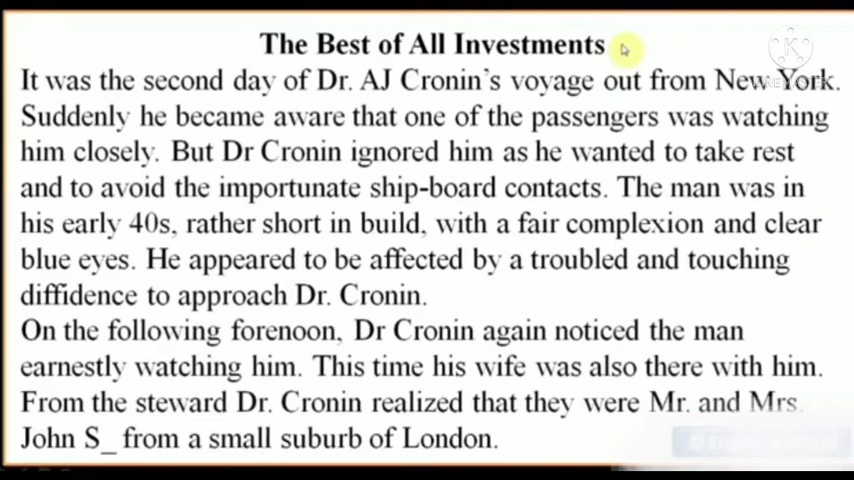 The Best of All Investments
It was the second day of Dr. AJ Cronin's voyage out from New York.
Suddenly he became aware that one of the passengers was watching
him closely. But Dr Cronin ignored him as he wanted to take rest
and to avoid the importunate ship-board contacts. The man was in
his early 40s, rather short in build, with a fair complexion and clear
blue eyes. He appeared to be affected by a troubled and touching
diffidence to approach Dr. Cronin.
On the following forenoon, Dr Cronin again noticed the man
earnestly watching him. This time his wife was also there with him.
From the steward Dr. Cronin realized that they were Mr. and Mrs.
John S_ from a small suburb of London.